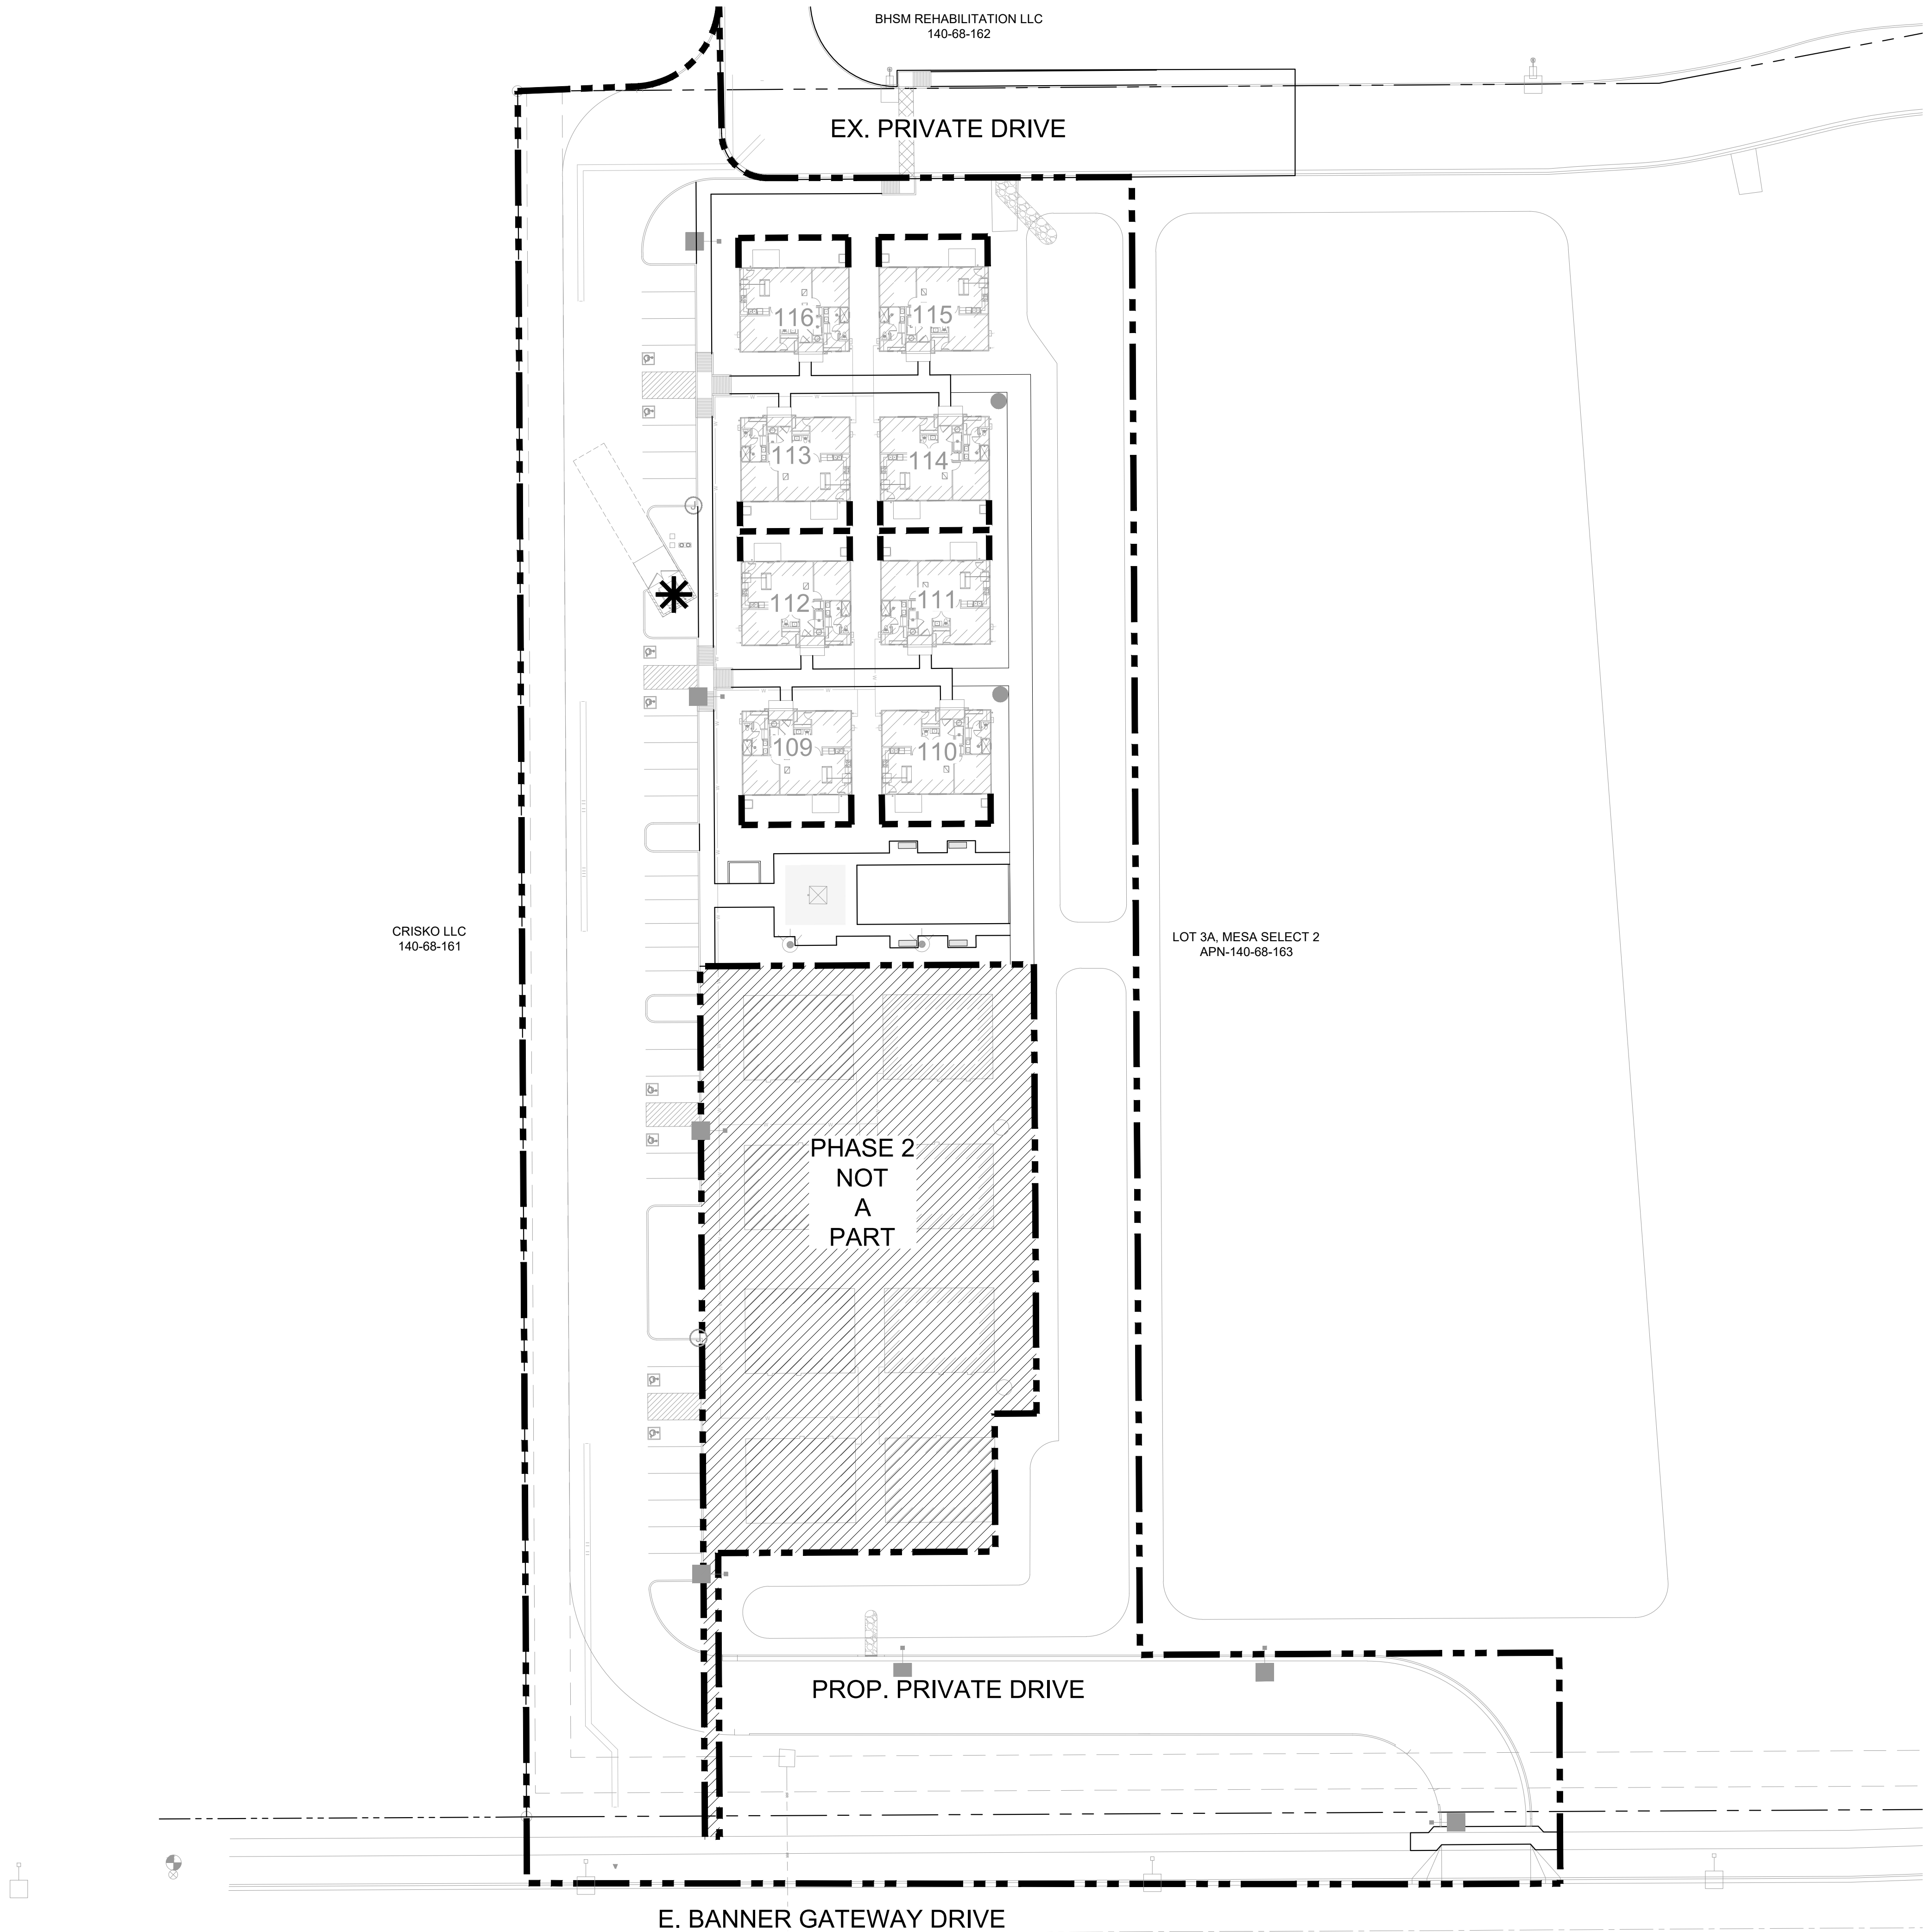 BHSM REHABILITATION LLC
140-68-162
EX. PRIVATE DRIVE
116
115
113
114
112
111
109
110
CRISKO LLC
140-68-161
LOT 3A, MESA SELECT 2
APN-140-68-163
PHASE 2
NOT
A
PART
PROP. PRIVATE DRIVE
E. BANNER GATEWAY DRIVE